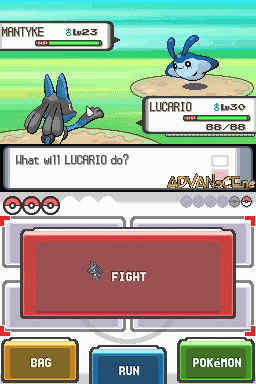 MANTYKE ♂Lv23
HP
LUCARIO ♂Lv30
HP
88/88
What will LUCARIO do?
ADVANsCEne
FIGHT
BAG
RUN
POKéMON